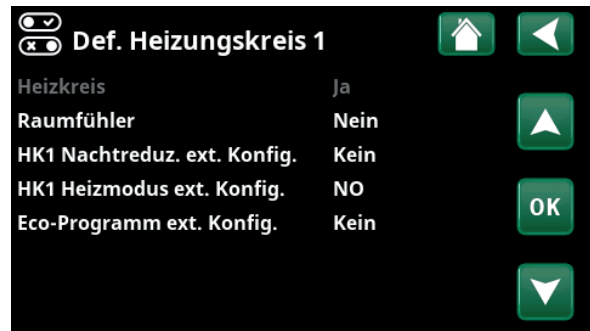 Def. Heizungskreis 1
Heizkreis Ja
Raumfühler Nein
HK1 Nachtreduz. ext. Konfig. Kein
HK1 Heizmodus ext. Konfig. NO
Eco-Programm ext. Konfig. Kein
OK